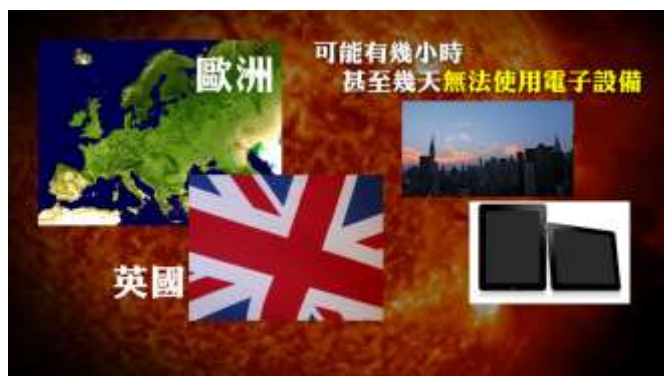 歐洲
可能有幾小時
甚至幾天無法使用電子設備
英國